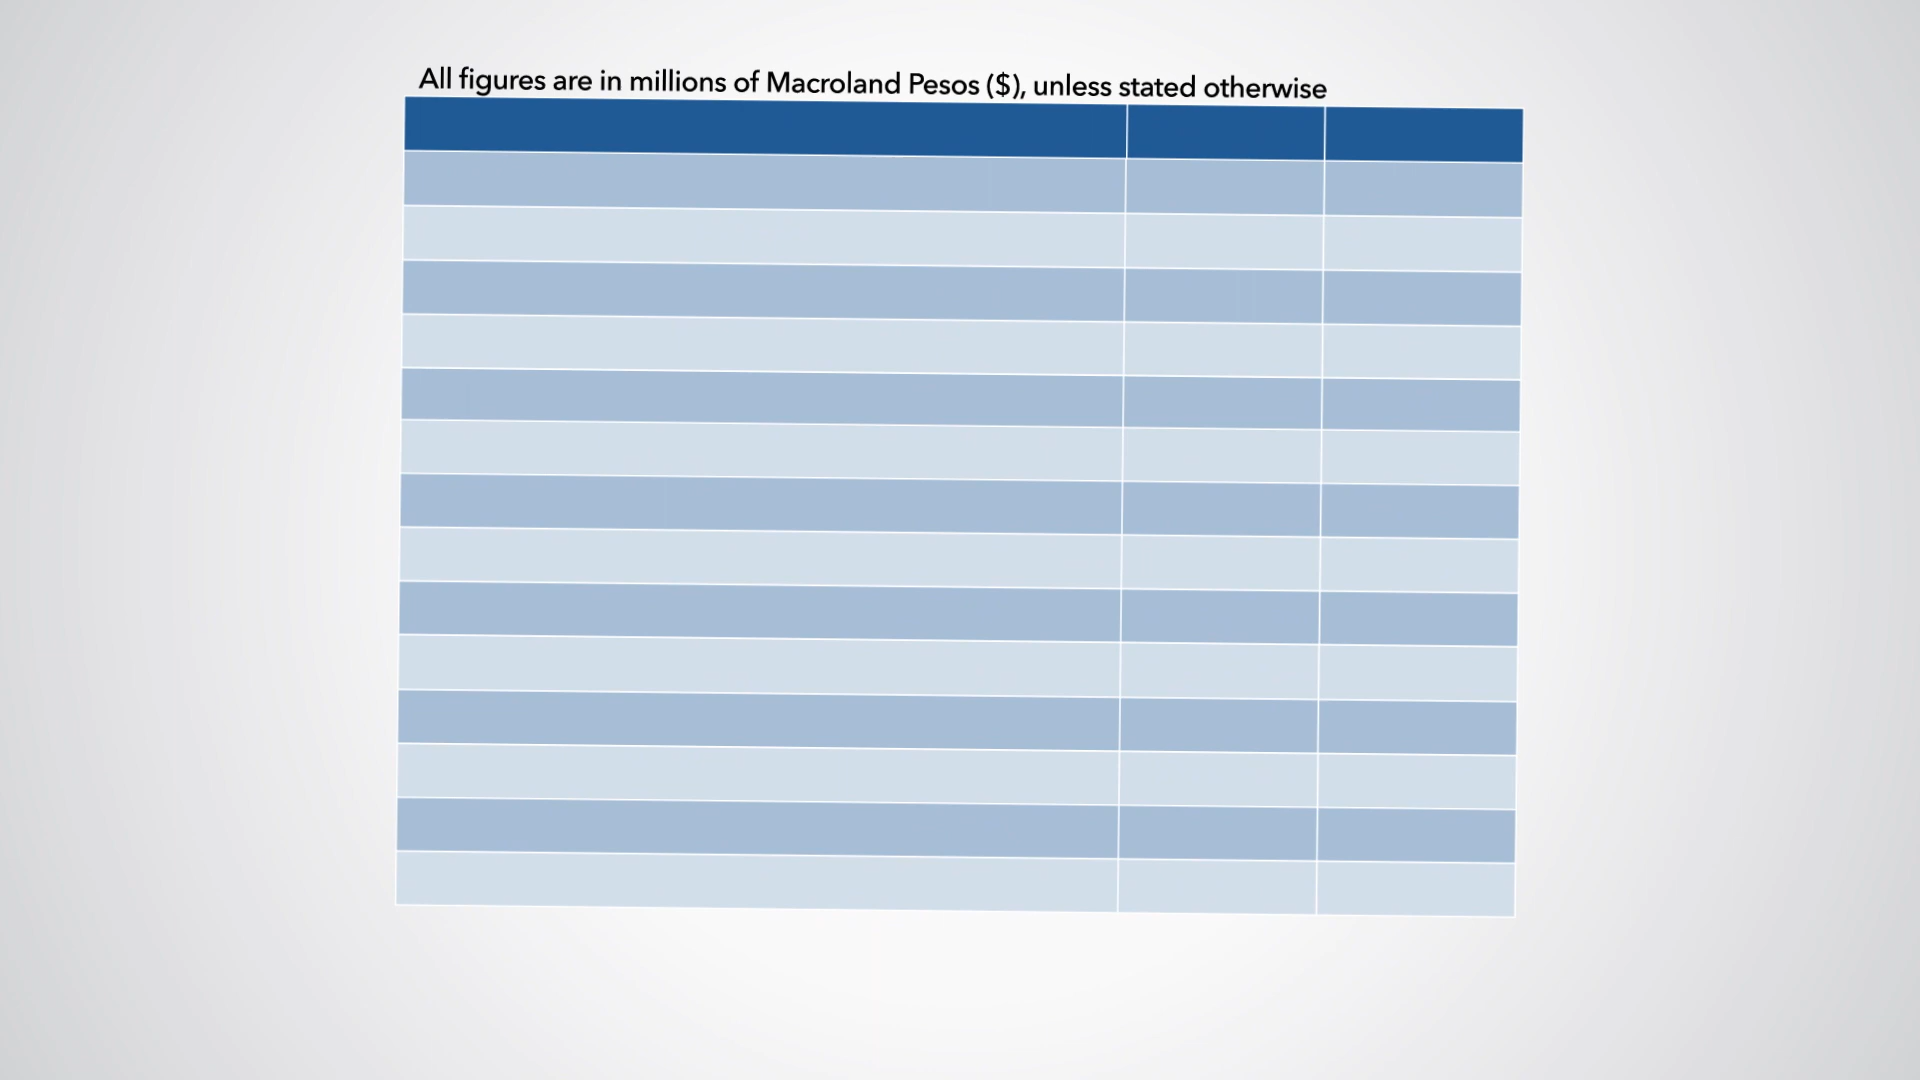 All figures are in millions of Macroland Pesos ($), unless stated otherwise